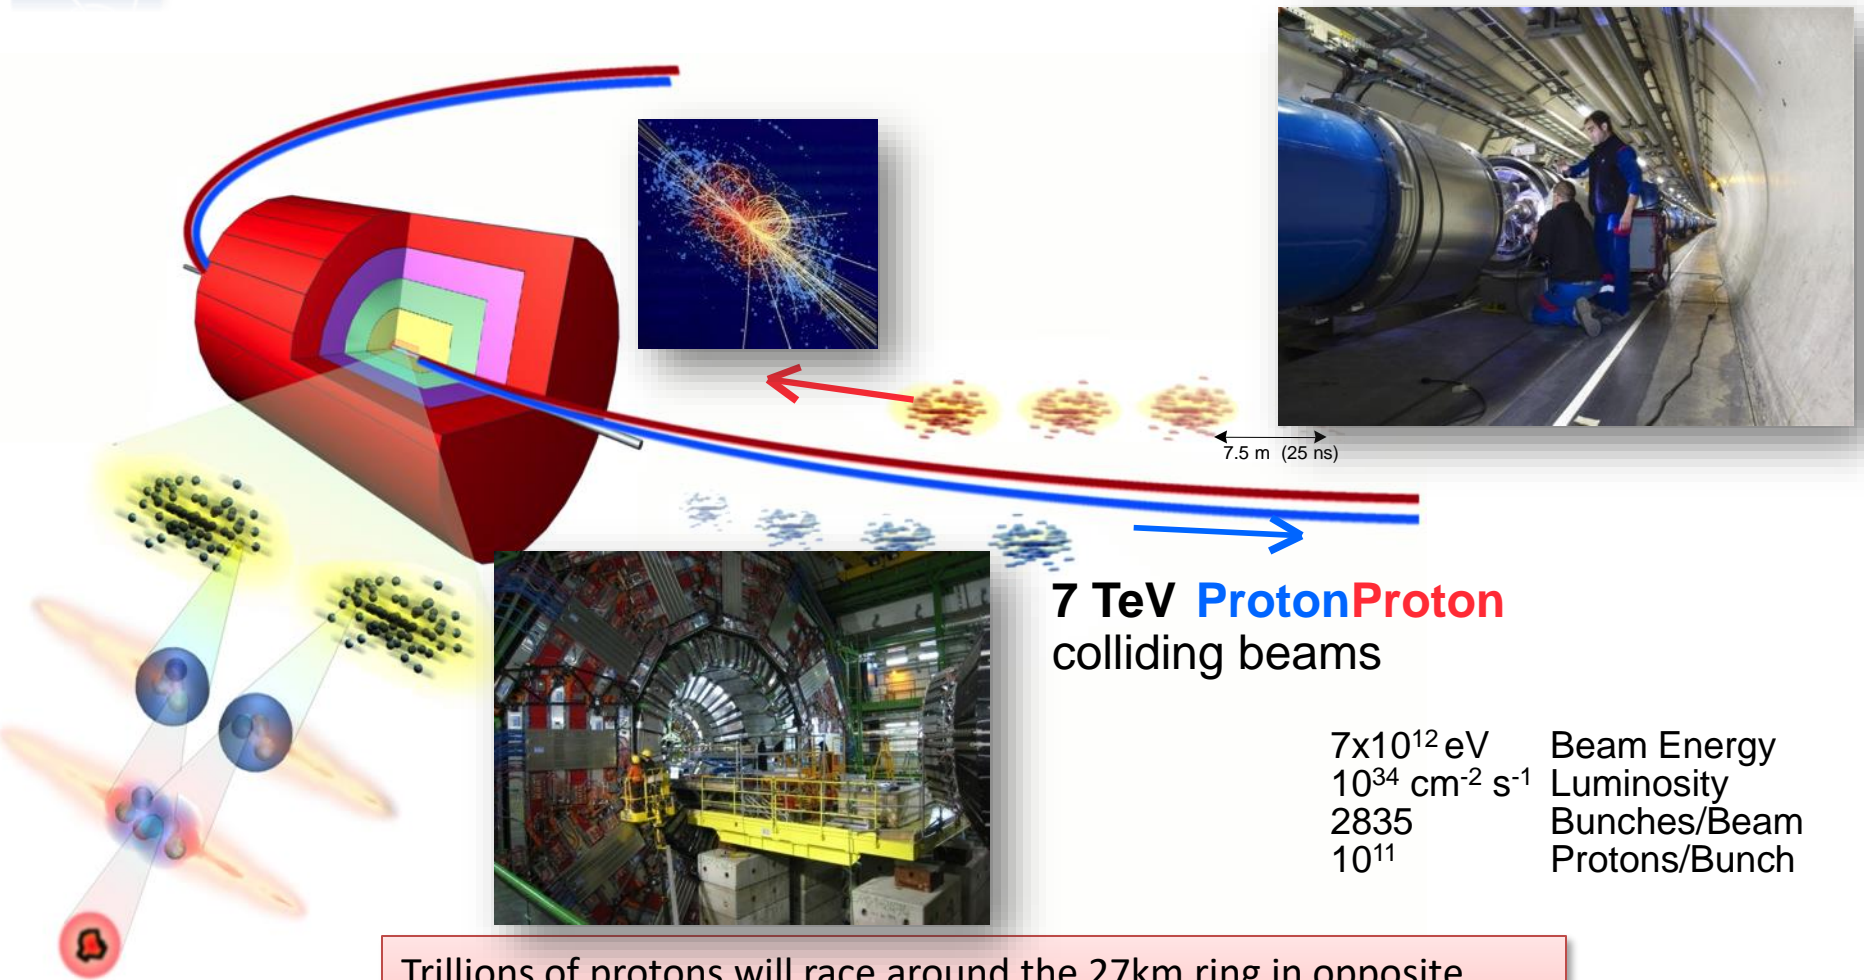 7.5 m (25 ns)
7 TeV ProtonProton
colliding beams
7x10¹² eV Beam Energy
10³⁴ cm⁻² s⁻¹ Luminosity
2835 Bunches/Beam
10¹¹ Protons/Bunch
Trillions of protons will race around the 27km ring in opposite